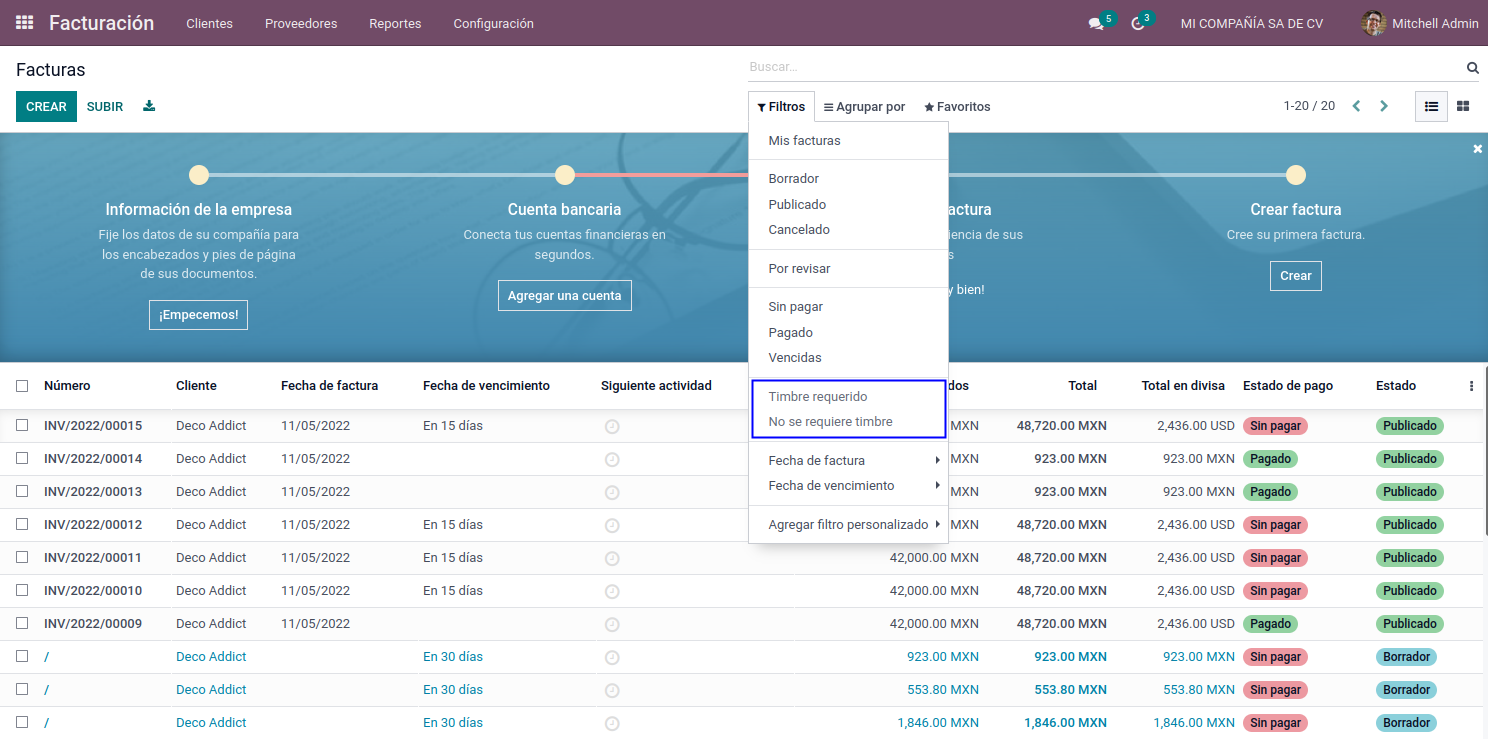 Facturación Clientes Proveedores Reportes Configuración 5 3 MI COMPAÑÍA SA DE CV Mitchell Admin
Facturas
Buscar...
CREAR SUBIR
Filtros Agrupar por Favoritos
1-20 / 20
Mis facturas
Borrador
Publicado
Cancelado
Por revisar
Sin pagar
Pagado
Vencidas
Timbre requerido
No se requiere timbre
Fecha de factura
Fecha de vencimiento
Agregar filtro personalizado
Información de la empresa
Fije los datos de su compañía para
los encabezados y pies de página
de sus documentos.
¡Empecemos!
Cuenta bancaria
Conecta tus cuentas financieras en
segundos.
Agregar una cuenta
actura
iencia de sus
s
y bien!
Crear factura
Cree su primera factura.
Crear
Número Cliente Fecha de factura Fecha de vencimiento Siguiente actividad dos Total Total en divisa Estado de pago Estado
INV/2022/00015 Deco Addict 11/05/2022 En 15 días MXN 48,720.00 MXN 2,436.00 USD Sin pagar Publicado
INV/2022/00014 Deco Addict 11/05/2022 MXN 923.00 MXN 923.00 MXN Pagado Publicado
INV/2022/00013 Deco Addict 11/05/2022 MXN 923.00 MXN 923.00 MXN Pagado Publicado
INV/2022/00012 Deco Addict 11/05/2022 En 15 días MXN 48,720.00 MXN 2,436.00 USD Sin pagar Publicado
INV/2022/00011 Deco Addict 11/05/2022 En 15 días 42,000.00 MXN 48,720.00 MXN 2,436.00 USD Sin pagar Publicado
INV/2022/00010 Deco Addict 11/05/2022 En 15 días 42,000.00 MXN 48,720.00 MXN 2,436.00 USD Sin pagar Publicado
INV/2022/00009 Deco Addict 11/05/2022 42,000.00 MXN 48,720.00 MXN 2,436.00 USD Pagado Publicado
/ Deco Addict En 30 días 923.00 MXN 923.00 MXN 923.00 MXN Sin pagar Borrador
/ Deco Addict En 30 días 553.80 MXN 553.80 MXN 553.80 MXN Sin pagar Borrador
/ Deco Addict En 30 días 1,846.00 MXN 1,846.00 MXN 1,846.00 MXN Sin pagar Borrador